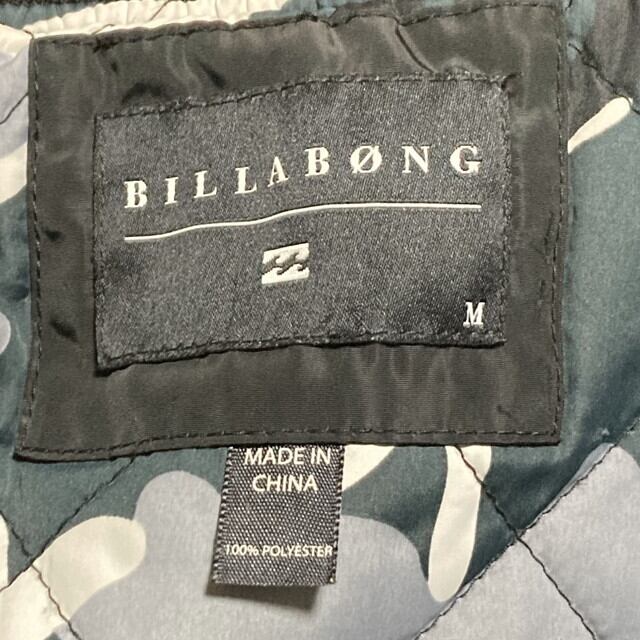 BILLABØNG
M
MADE IN
CHINA
100% POLYESTER